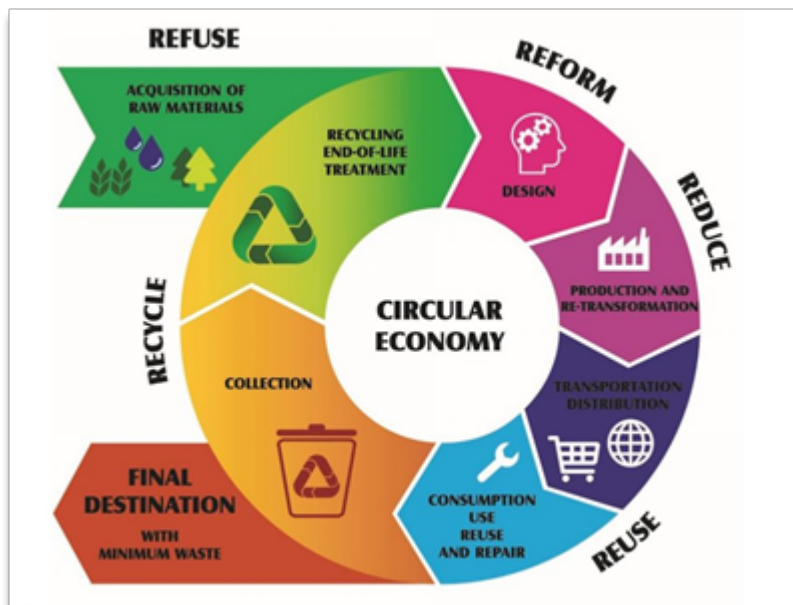 REFUSE
ACQUISITION OF
RAW MATERIALS
RECYCLING
END-OF-LIFE
TREATMENT
REFORM
DESIGN
REDUCE
PRODUCTION AND
RE-TRANSFORMATION
CIRCULAR
ECONOMY
TRANSPORTATION
DISTRIBUTION
REUSE
CONSUMPTION
USE
REUSE
AND REPAIR
RECYCLE
COLLECTION
FINAL
DESTINATION
WITH
MINIMUM WASTE